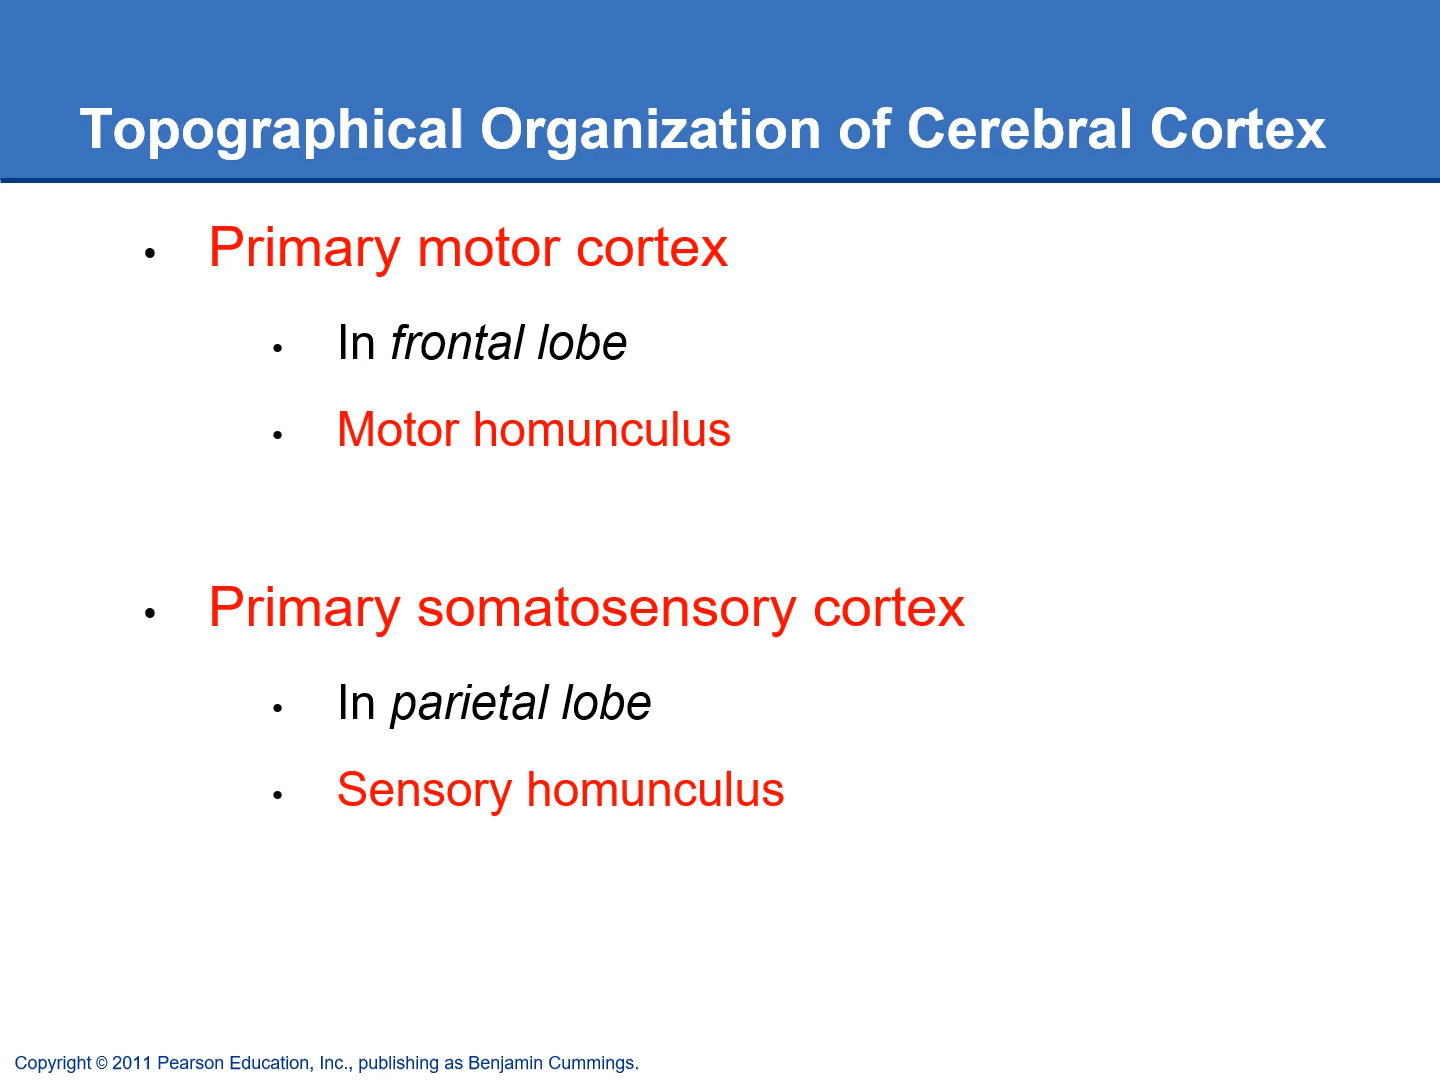 Topographical Organization of Cerebral Cortex
• Primary motor cortex
• In frontal lobe
• Motor homunculus
• Primary somatosensory cortex
• In parietal lobe
• Sensory homunculus
Copyright © 2011 Pearson Education, Inc., publishing as Benjamin Cummings.